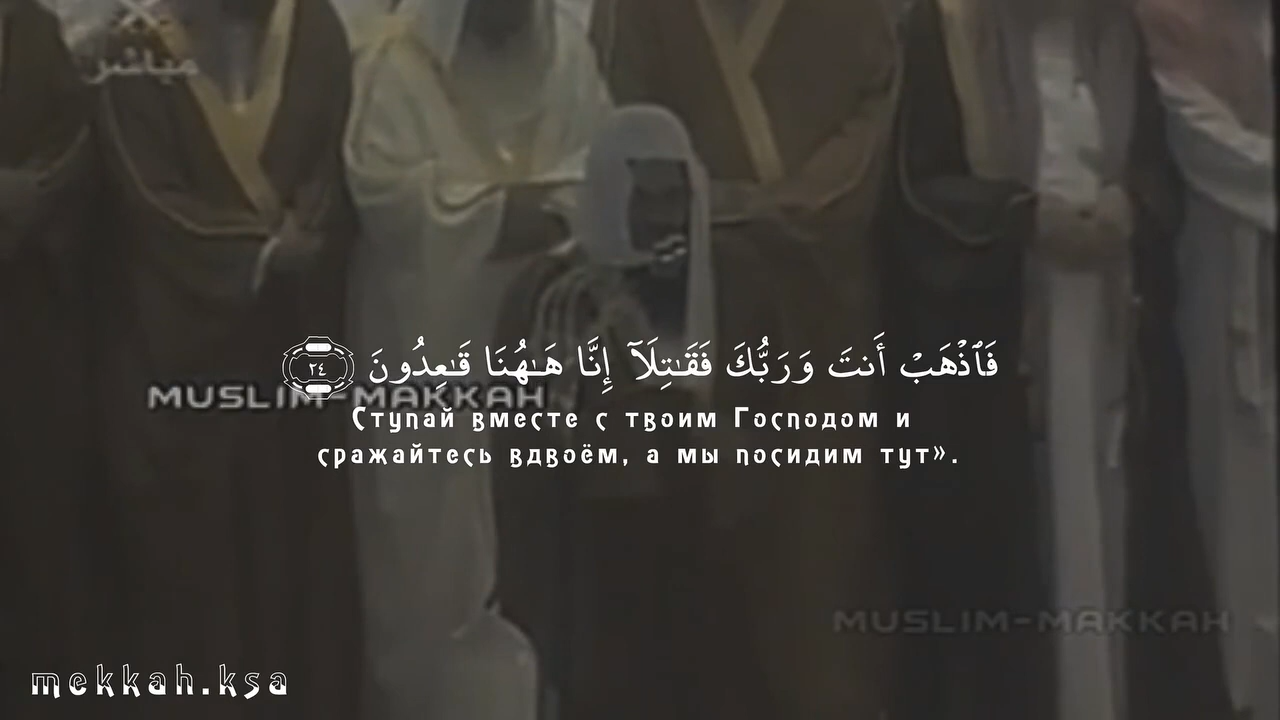 مباشر
فَٱذْهَبْ أَنتَ وَرَبُّكَ فَقَـٰتِلَآ إِنَّا هَـٰهُنَا قَـٰعِدُونَ ٢٤
MUSLIM-MAKKAH
Ступай вместе с твоим Господом и
сражайтесь вдвоём, а мы посидим тут».
MUSLIM-MAKKAH
mekkah.ksa